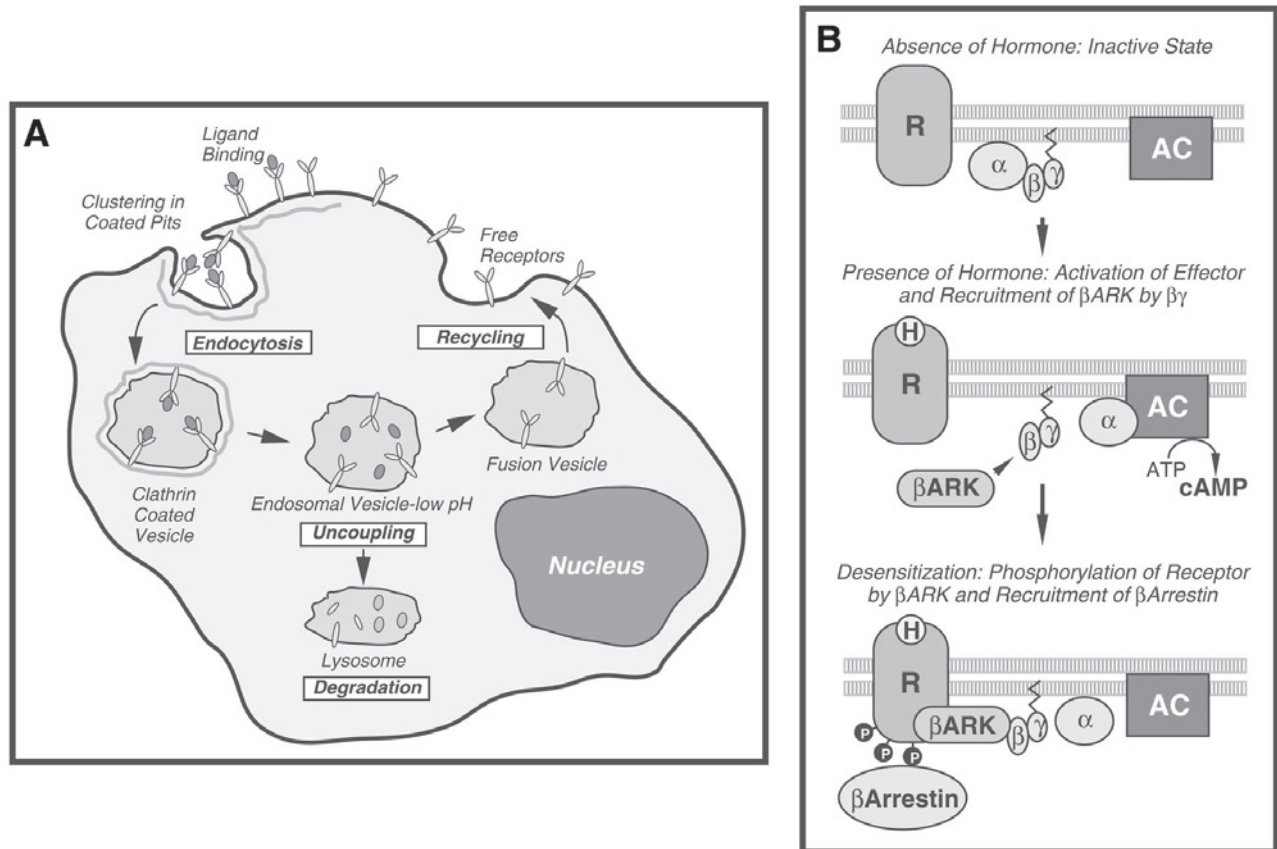 A
Ligand
Binding
Clustering in
Coated Pits
Free
Receptors
Endocytosis
Recycling
Clathrin
Coated
Vesicle
Endosomal Vesicle-low pH
Uncoupling
Fusion Vesicle
Nucleus
Lysosome
Degradation
B
Absence of Hormone: Inactive State
R
α
β
γ
AC
Presence of Hormone: Activation of Effector
and Recruitment of βARK by βγ
H
R
βARK
β
γ
α
AC
ATP
cAMP
Desensitization: Phosphorylation of Receptor
by βARK and Recruitment of βArrestin
H
R
βARK
β
γ
α
AC
P
P
P
βArrestin